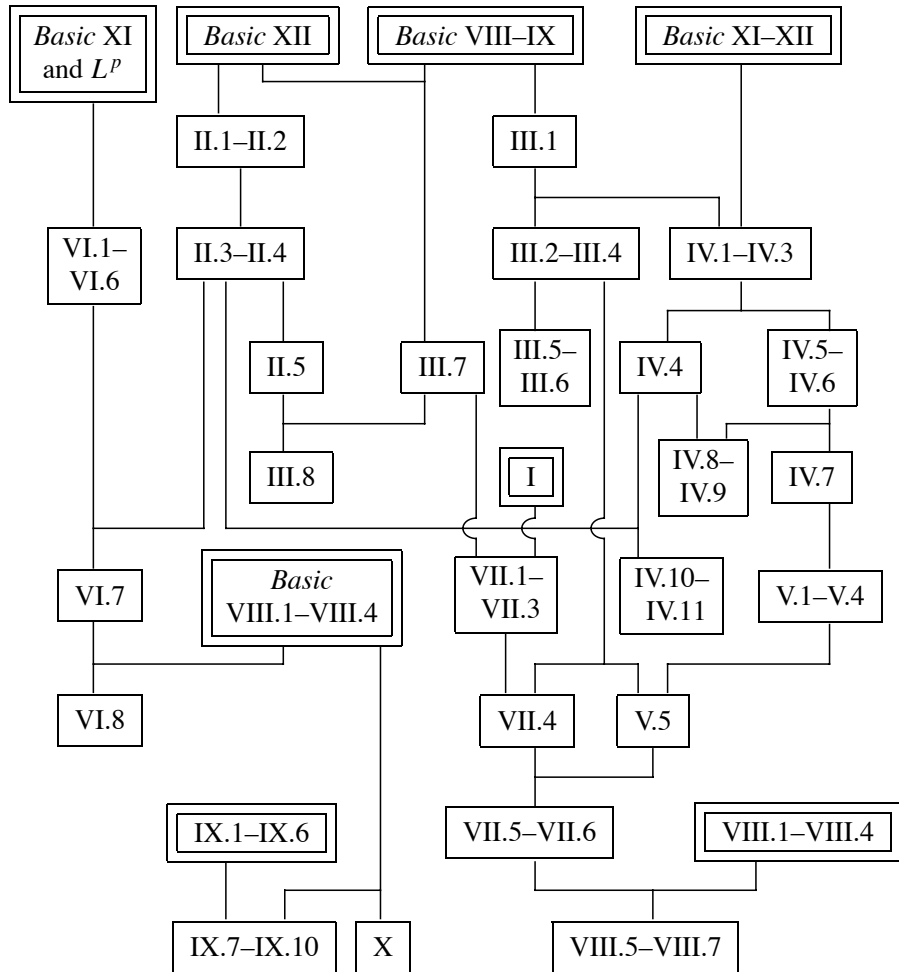 Basic XI
and L^p
Basic XII
Basic VIII–IX
Basic XI–XII
II.1–II.2
III.1
VI.1–
VI.6
II.3–II.4
III.2–III.4
IV.1–IV.3
II.5
III.7
III.5–
III.6
IV.4
IV.5–
IV.6
III.8
I
IV.8–
IV.9
IV.7
VI.7
Basic
VIII.1–VIII.4
VII.1–
VII.3
IV.10–
IV.11
V.1–V.4
VI.8
VII.4
V.5
IX.1–IX.6
VII.5–VII.6
VIII.1–VIII.4
IX.7–IX.10
X
VIII.5–VIII.7